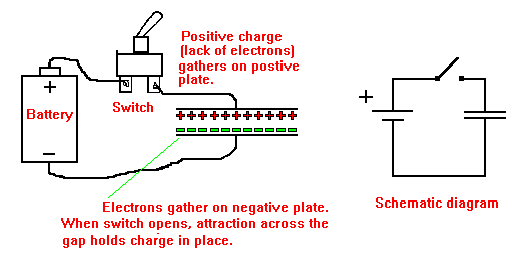 Positive charge
(lack of electrons)
gathers on postive
plate.
Switch
+
Battery
−
+ + + + + + + + + + +
− − − − − − − − − − −
Electrons gather on negative plate.
When switch opens, attraction across the
gap holds charge in place.
+
Schematic diagram